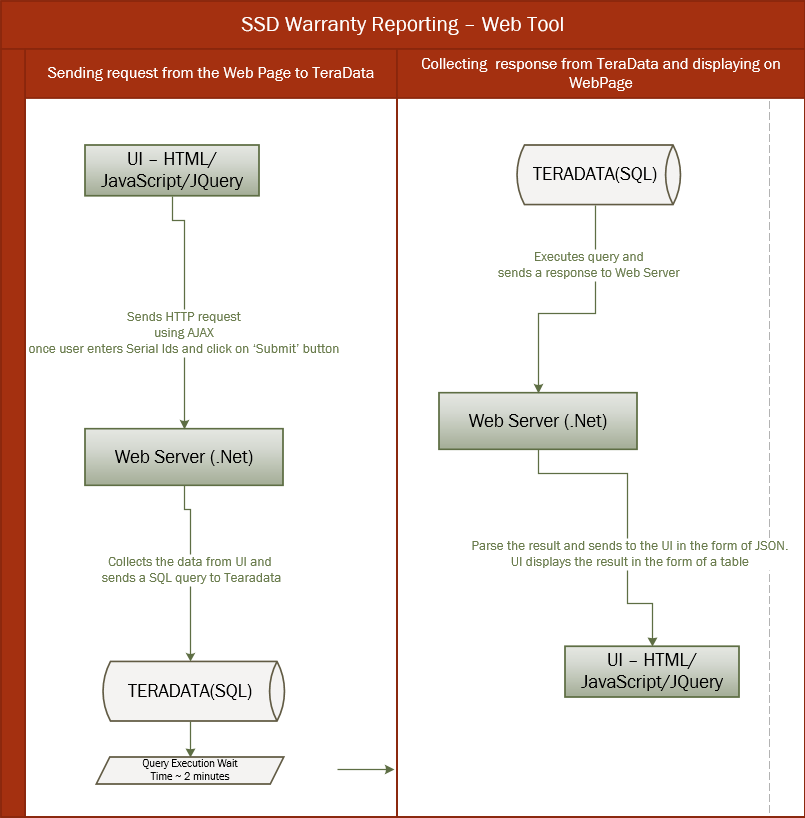 SSD Warranty Reporting – Web Tool
Sending request from the Web Page to TeraData
UI – HTML/
JavaScript/JQuery
Sends HTTP request
using AJAX
once user enters Serial Ids and click on ‘Submit’ button
Web Server (.Net)
Collects the data from UI and
sends a SQL query to Tearadata
TERADATA(SQL)
Query Execution Wait
Time ~ 2 minutes
Collecting  response from TeraData and displaying on
WebPage
TERADATA(SQL)
Executes query and
sends a response to Web Server
Web Server (.Net)
Parse the result and sends to the UI in the form of JSON.
UI displays the result in the form of a table
UI – HTML/
JavaScript/JQuery